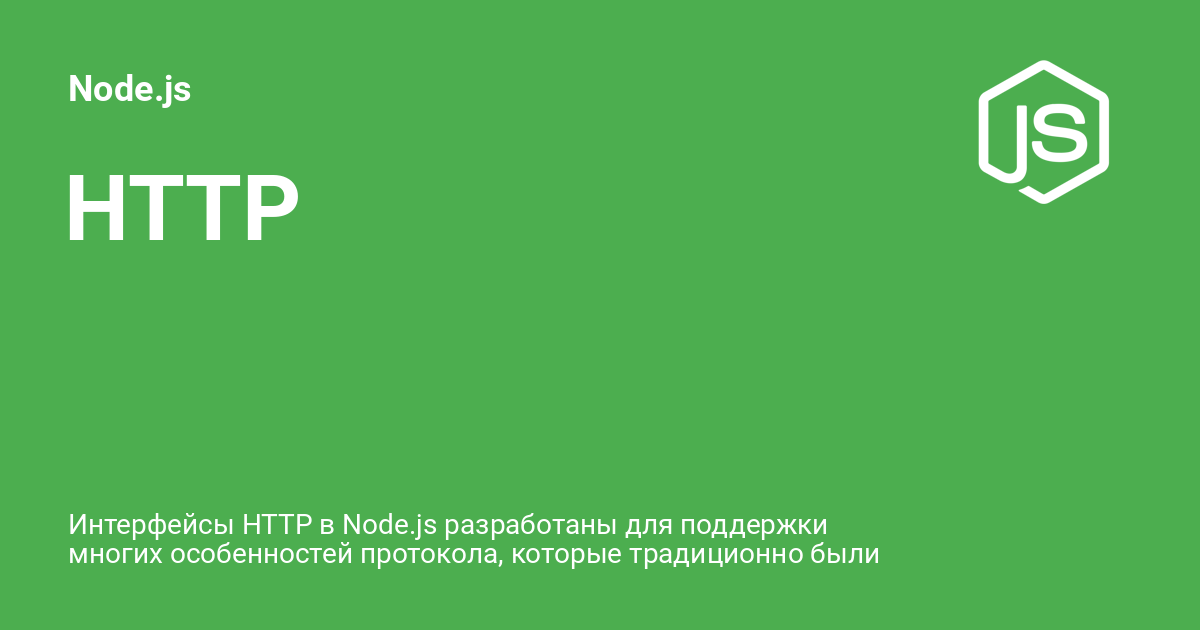 Node.js
JS
HTTP
Интерфейсы HTTP в Node.js разработаны для поддержки
многих особенностей протокола, которые традиционно были